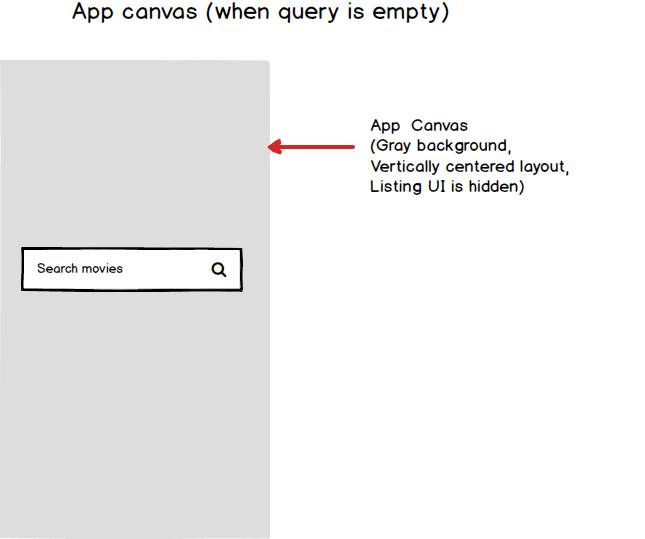 App canvas (when query is empty)
App Canvas
(Gray background,
Vertically centered layout,
Listing UI is hidden)
Search movies